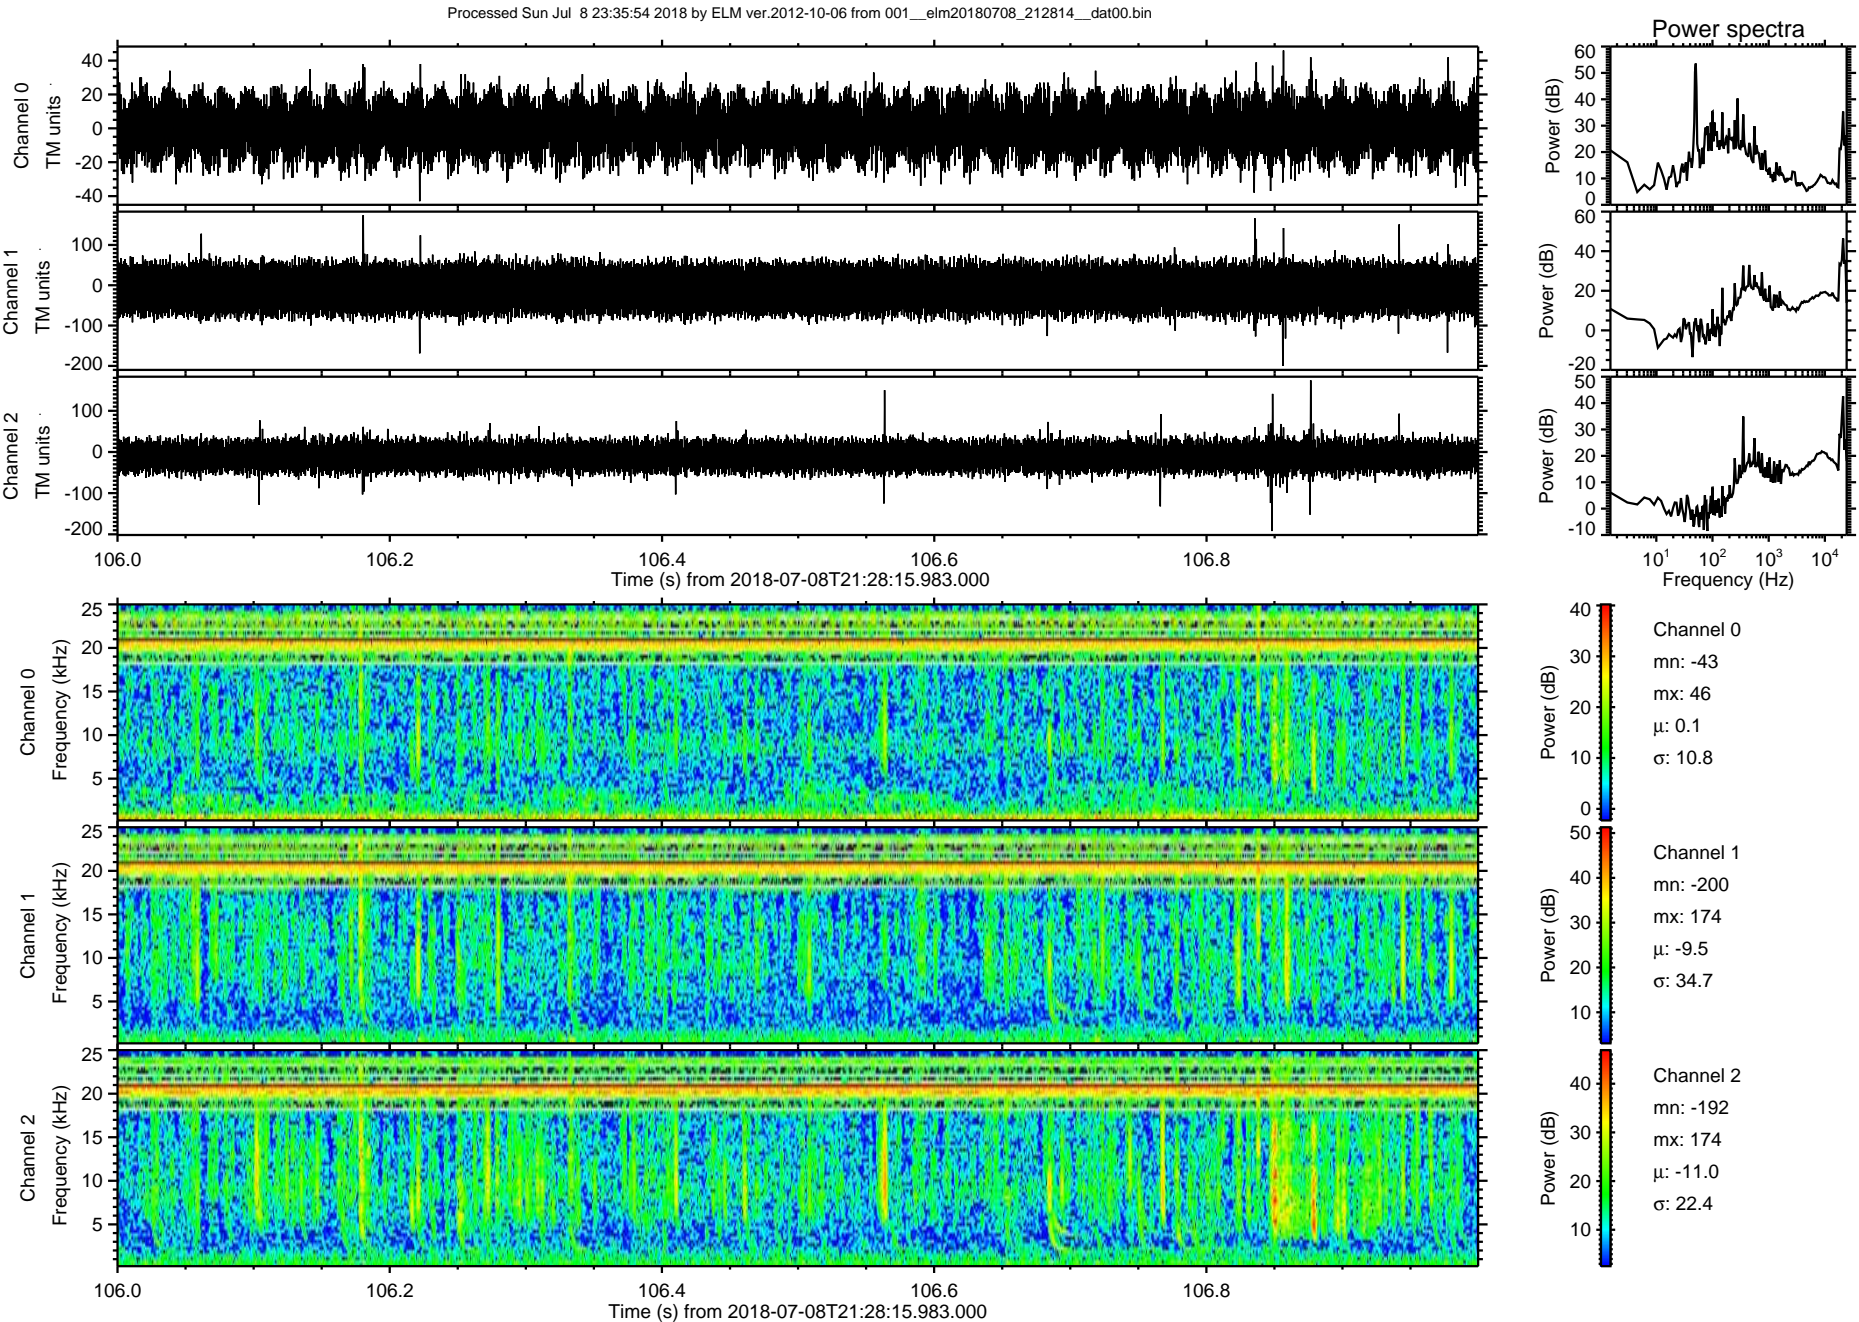 Processed Sun Jul  8 23:35:54 2018 by ELM ver.2012-10-06 from 001__elm20180708_212814__dat00.bin
Power spectra
Channel 0
TM units
40
20
0
-20
-40
Power (dB)
60
50
40
30
20
10
0
Channel 1
TM units
100
0
-100
-200
Power (dB)
60
40
20
0
-20
Channel 2
TM units
100
0
-100
-200
Power (dB)
50
40
30
20
10
0
-10
106.0 106.2 106.4 106.6 106.8
Time (s) from 2018-07-08T21:28:15.983.000
10^1 10^2 10^3 10^4
Frequency (Hz)
Channel 0
Frequency (kHz)
25
20
15
10
5
Power (dB)
40
30
20
10
0
Channel 0
mn: -43
mx: 46
μ: 0.1
σ: 10.8
Channel 1
Frequency (kHz)
25
20
15
10
5
Power (dB)
50
40
30
20
10
Channel 1
mn: -200
mx: 174
μ: -9.5
σ: 34.7
Channel 2
Frequency (kHz)
25
20
15
10
5
Power (dB)
40
30
20
10
Channel 2
mn: -192
mx: 174
μ: -11.0
σ: 22.4
106.0 106.2 106.4 106.6 106.8
Time (s) from 2018-07-08T21:28:15.983.000